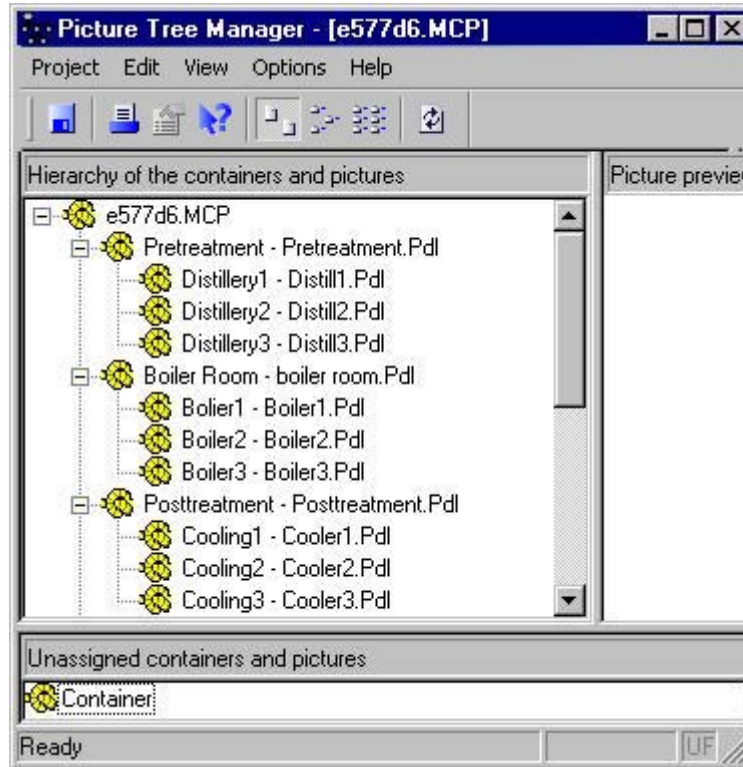 Picture Tree Manager - [e577d6.MCP]
Project Edit View Options Help
Hierarchy of the containers and pictures
Picture previe
e577d6.MCP
Pretreatment - Pretreatment.Pdl
Distillery1 - Distill1.Pdl
Distillery2 - Distill2.Pdl
Distillery3 - Distill3.Pdl
Boiler Room - boiler room.Pdl
Bolier1 - Boiler1.Pdl
Boiler2 - Boiler2.Pdl
Boiler3 - Boiler3.Pdl
Posttreatment - Posttreatment.Pdl
Cooling1 - Cooler1.Pdl
Cooling2 - Cooler2.Pdl
Cooling3 - Cooler3.Pdl
Unassigned containers and pictures
Container
Ready
UF